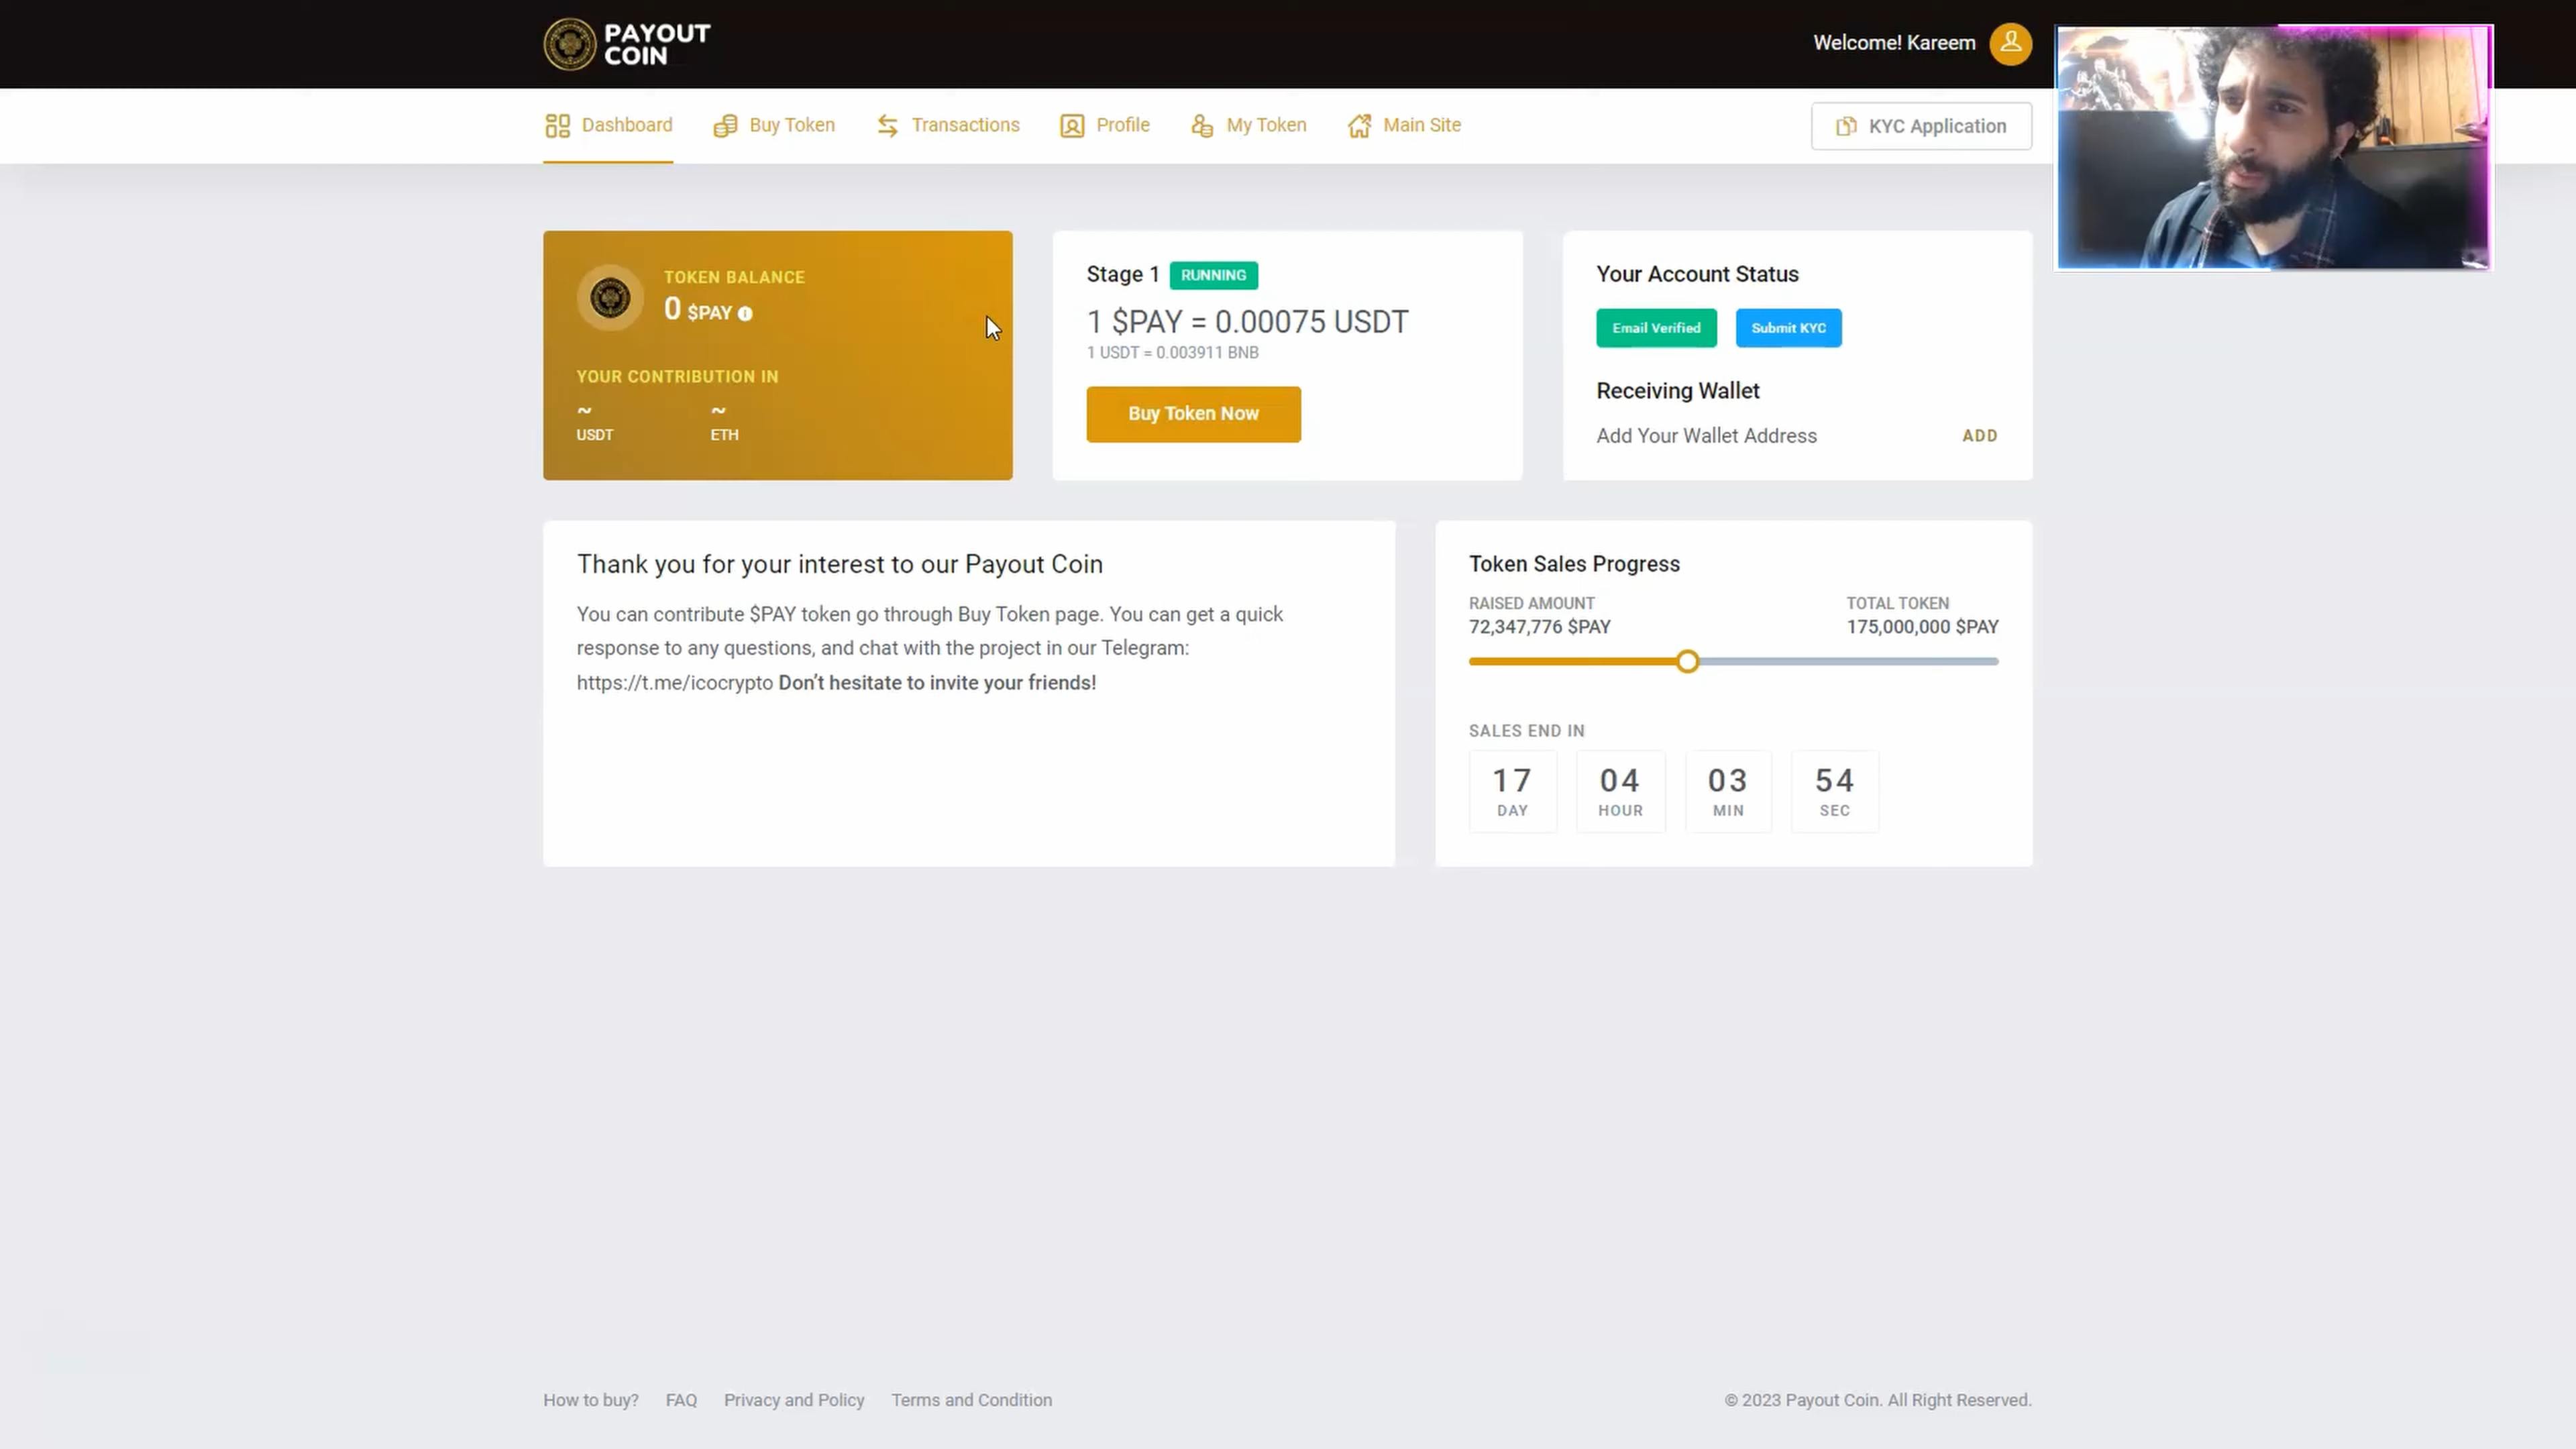 PAYOUT
COIN
Welcome! Kareem
Dashboard
Buy Token
Transactions
Profile
My Token
Main Site
KYC Application
TOKEN BALANCE
0 $PAY
YOUR CONTRIBUTION IN
~
~
USDT
ETH
Stage 1 RUNNING
1 $PAY = 0.00075 USDT
1 USDT = 0.003911 BNB
Buy Token Now
Your Account Status
Email Verified
Submit KYC
Receiving Wallet
Add Your Wallet Address
ADD
Thank you for your interest to our Payout Coin
You can contribute $PAY token go through Buy Token page. You can get a quick
response to any questions, and chat with the project in our Telegram:
https://t.me/icocrypto Don’t hesitate to invite your friends!
Token Sales Progress
RAISED AMOUNT
TOTAL TOKEN
72,347,776 $PAY
175,000,000 $PAY
SALES END IN
17
04
03
54
DAY
HOUR
MIN
SEC
How to buy?
FAQ
Privacy and Policy
Terms and Condition
© 2023 Payout Coin. All Right Reserved.